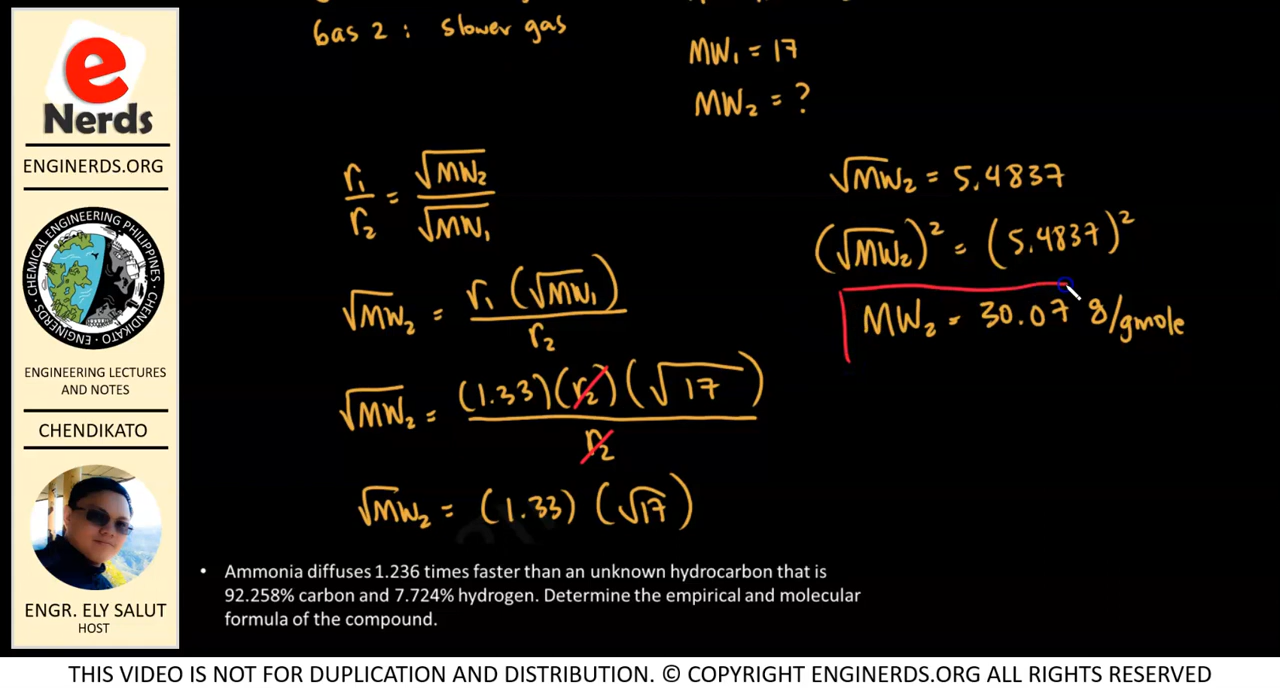 Gas 2 : Slower gas
MW₁ = 17
MW₂ = ?
e
Nerds
ENGINERDS.ORG
CHEMICAL ENGINEERING PHILIPPINES
ENGINERDS.ORG - CHENDIKATO
ENGINEERING LECTURES
AND NOTES
CHENDIKATO
ENGR. ELY SALUT
HOST
r₁/r₂ = √MW₂/√MW₁
√MW₂ = r₁ (√MW₁)/r₂
√MW₂ = (1.33)(r₂)(√17)/r₂
√MW₂ = (1.33) (√17)
√MW₂ = 5.4837
(√MW₂)² = (5.4837)²
MW₂ = 30.07 g/gmole
• Ammonia diffuses 1.236 times faster than an unknown hydrocarbon that is
92.258% carbon and 7.724% hydrogen. Determine the empirical and molecular
formula of the compound.
THIS VIDEO IS NOT FOR DUPLICATION AND DISTRIBUTION. © COPYRIGHT ENGINERDS.ORG ALL RIGHTS RESERVED